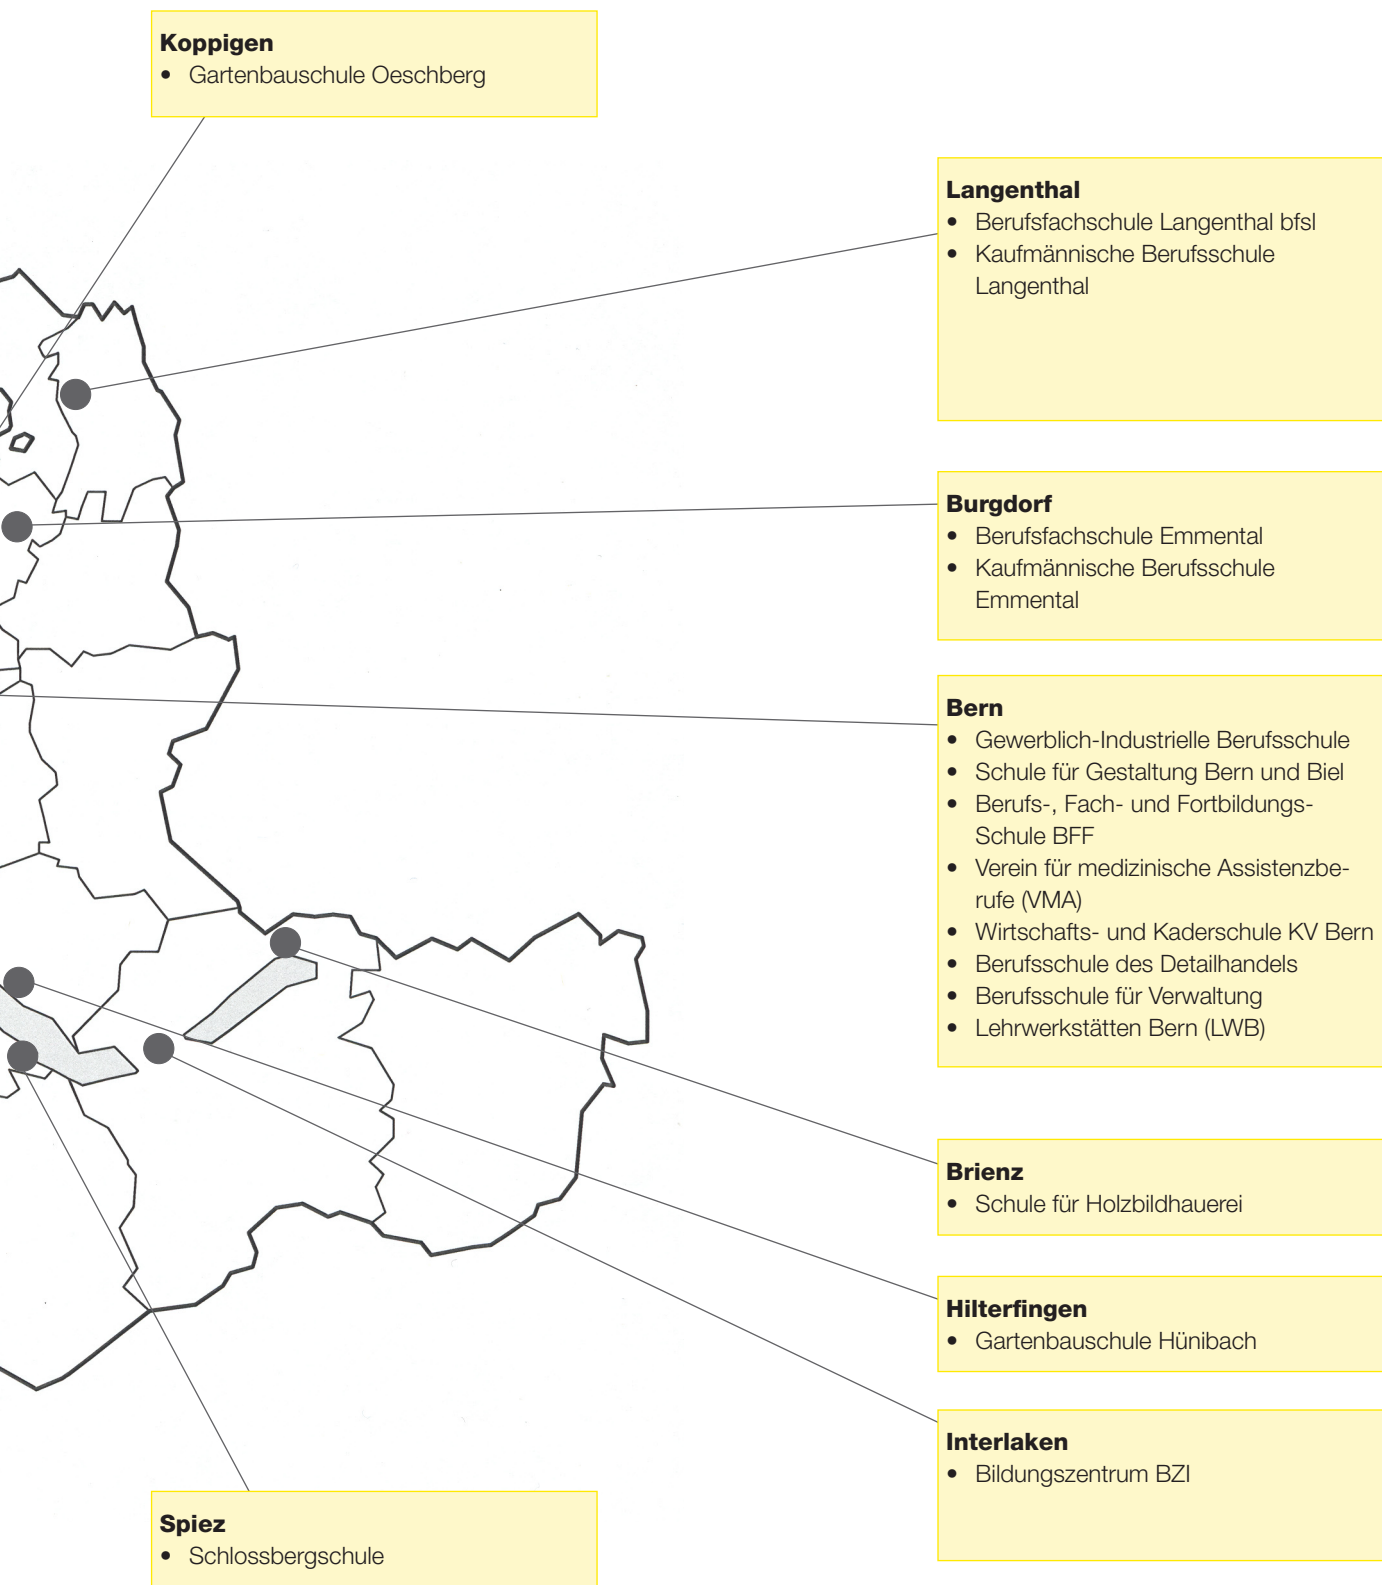 Koppigen
• Gartenbauschule Oeschberg
Langenthal
• Berufsfachschule Langenthal bfsl
• Kaufmännische Berufsschule
Langenthal
Burgdorf
• Berufsfachschule Emmental
• Kaufmännische Berufsschule
Emmental
Bern
• Gewerblich-Industrielle Berufsschule
• Schule für Gestaltung Bern und Biel
• Berufs-, Fach- und Fortbildungs-
Schule BFF
• Verein für medizinische Assistenzbe-
rufe (VMA)
• Wirtschafts- und Kaderschule KV Bern
• Berufsschule des Detailhandels
• Berufsschule für Verwaltung
• Lehrwerkstätten Bern (LWB)
Brienz
• Schule für Holzbildhauerei
Hilterfingen
• Gartenbauschule Hünibach
Interlaken
• Bildungszentrum BZI
Spiez
• Schlossbergschule